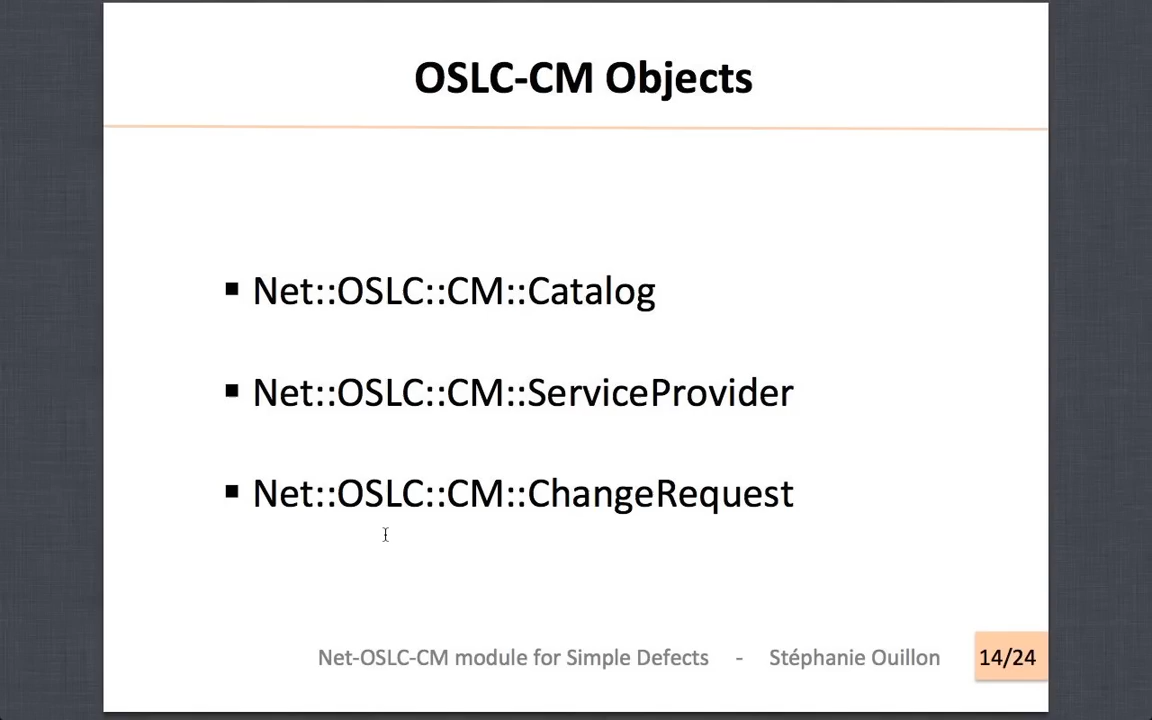 OSLC-CM Objects
▪ Net::OSLC::CM::Catalog
▪ Net::OSLC::CM::ServiceProvider
▪ Net::OSLC::CM::ChangeRequest
Net-OSLC-CM module for Simple Defects - Stéphanie Ouillon 14/24